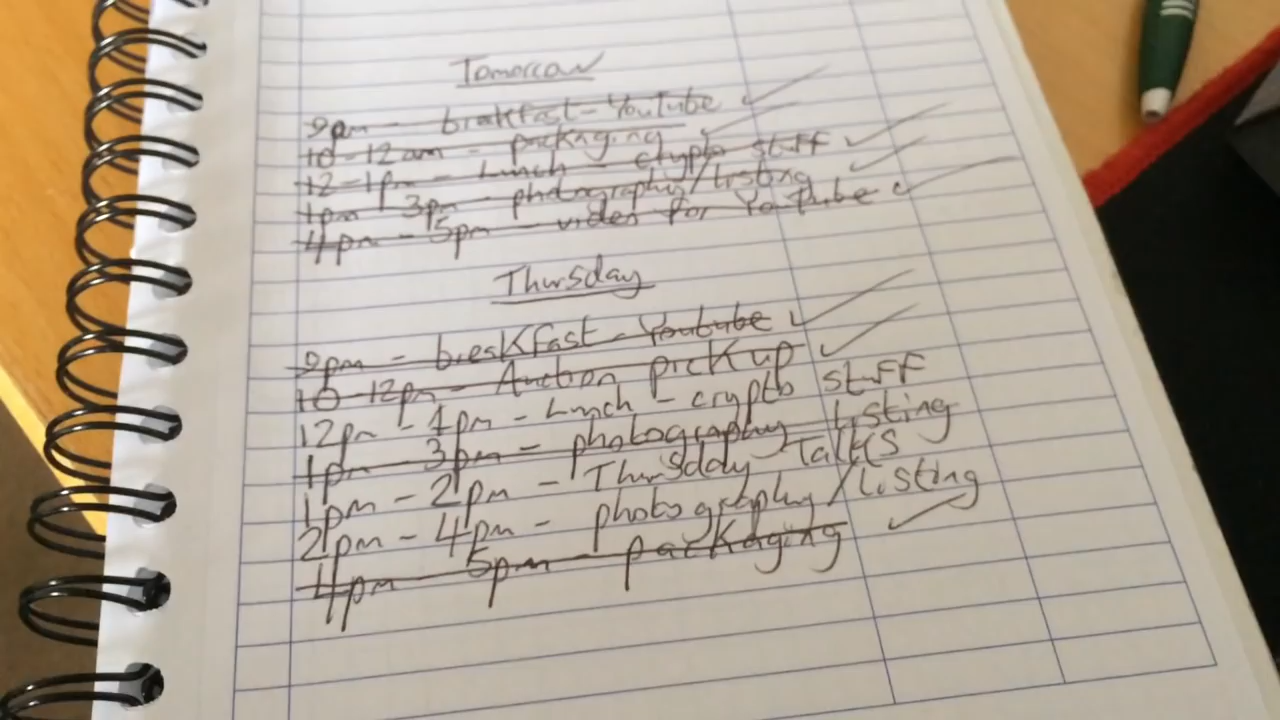 Tomorrow
9pm - breakfast - YouTube
10-12am - packaging
12-1pm - Lunch - Crypto stuff
1pm - 3pm - photography/Listing
4pm - 5pm - video for YouTube
Thursday
9pm - breakfast - Youtube
10-12pm - Auction pickup
12pm - 1pm - Lunch - crypto stuff
1pm - 3pm - photography Listing
1pm - 2pm - Thursday Talks
2pm - 4pm - photography/Listing
4pm - 5pm - packaging